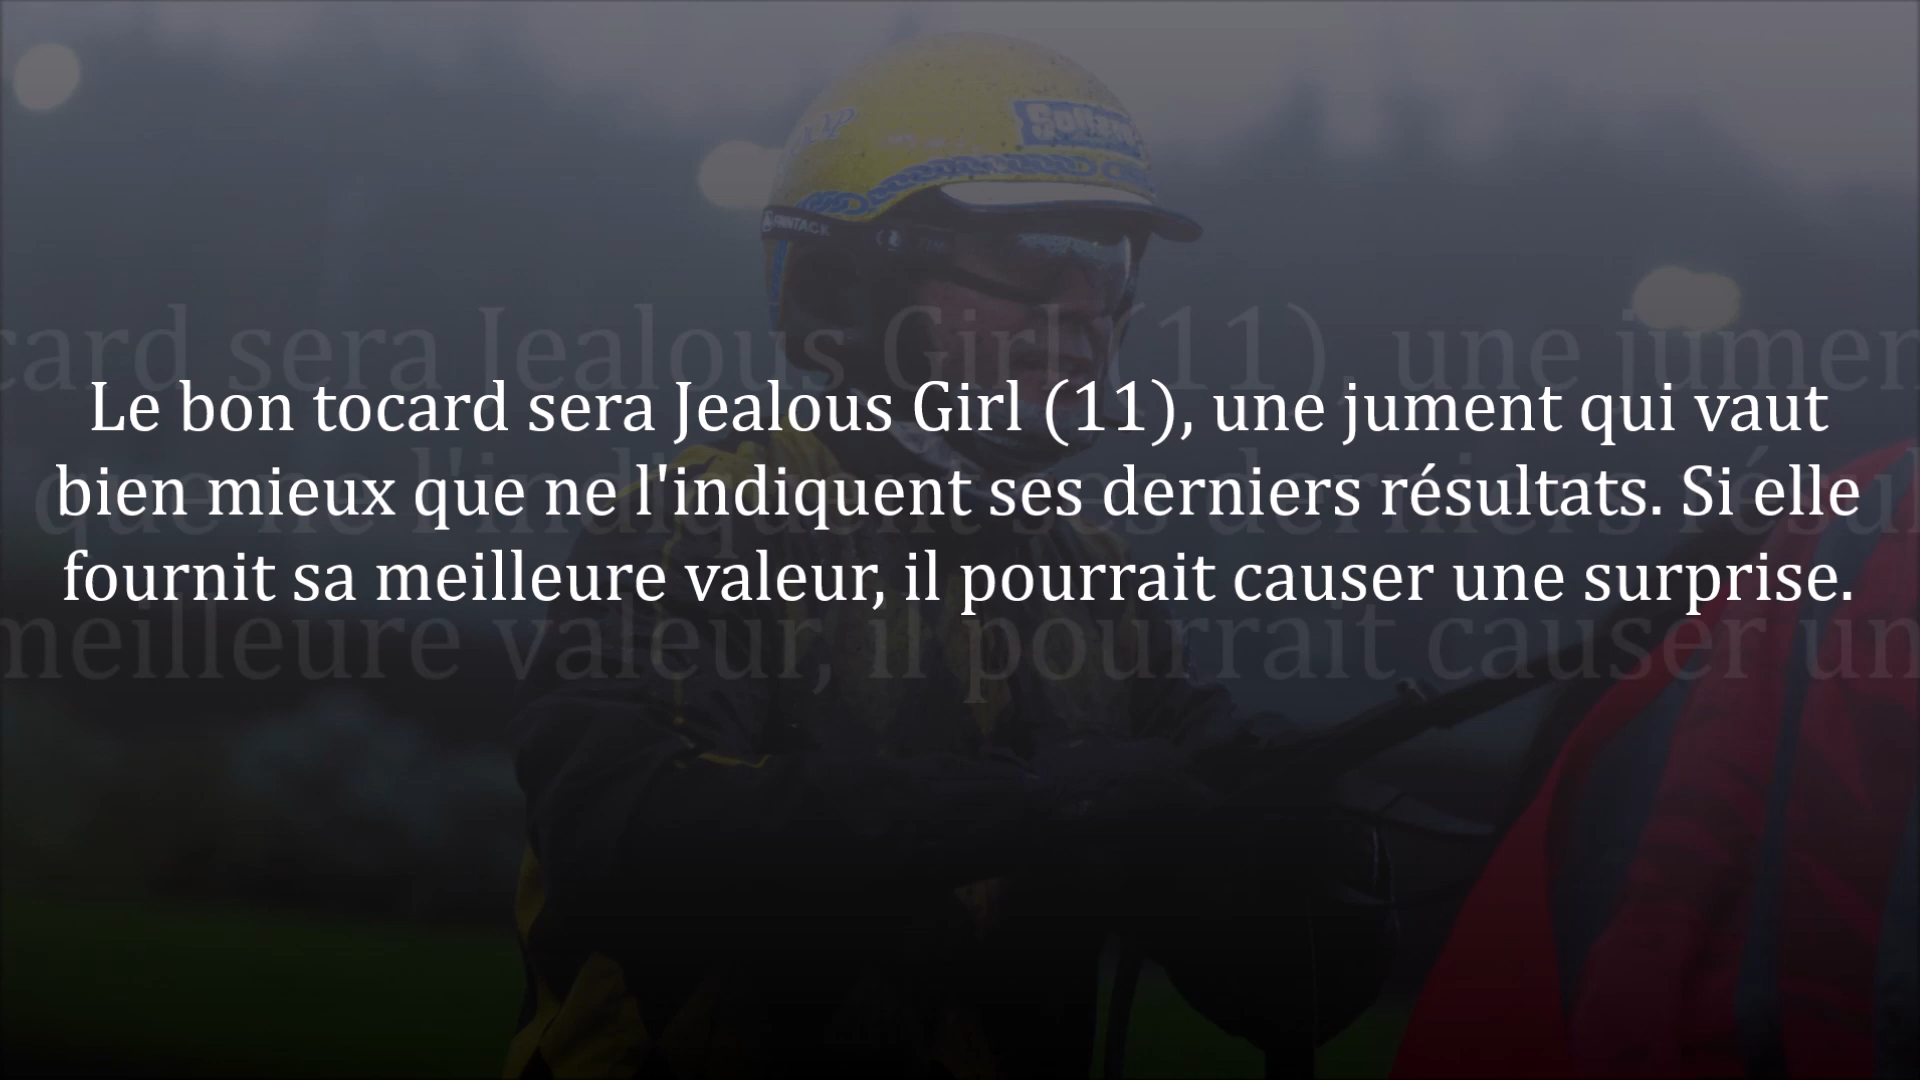 Le bon tocard sera Jealous Girl (11), une jument qui vaut
bien mieux que ne l'indiquent ses derniers résultats. Si elle
fournit sa meilleure valeur, il pourrait causer une surprise.